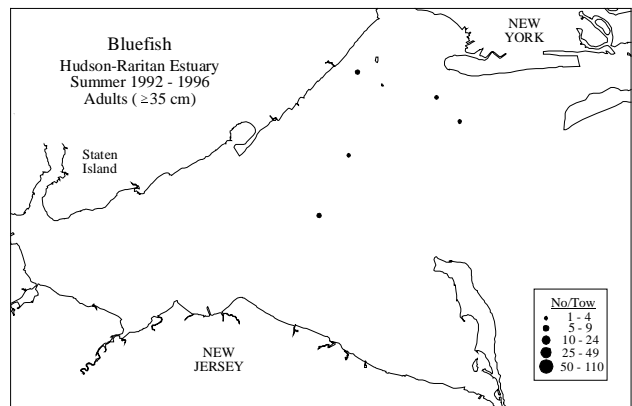 Bluefish
Hudson-Raritan Estuary
Summer 1992 - 1996
Adults (≥35 cm)
NEW
YORK
Staten
Island
NEW
JERSEY
No/Tow
1 - 4
5 - 9
10 - 24
25 - 49
50 - 110